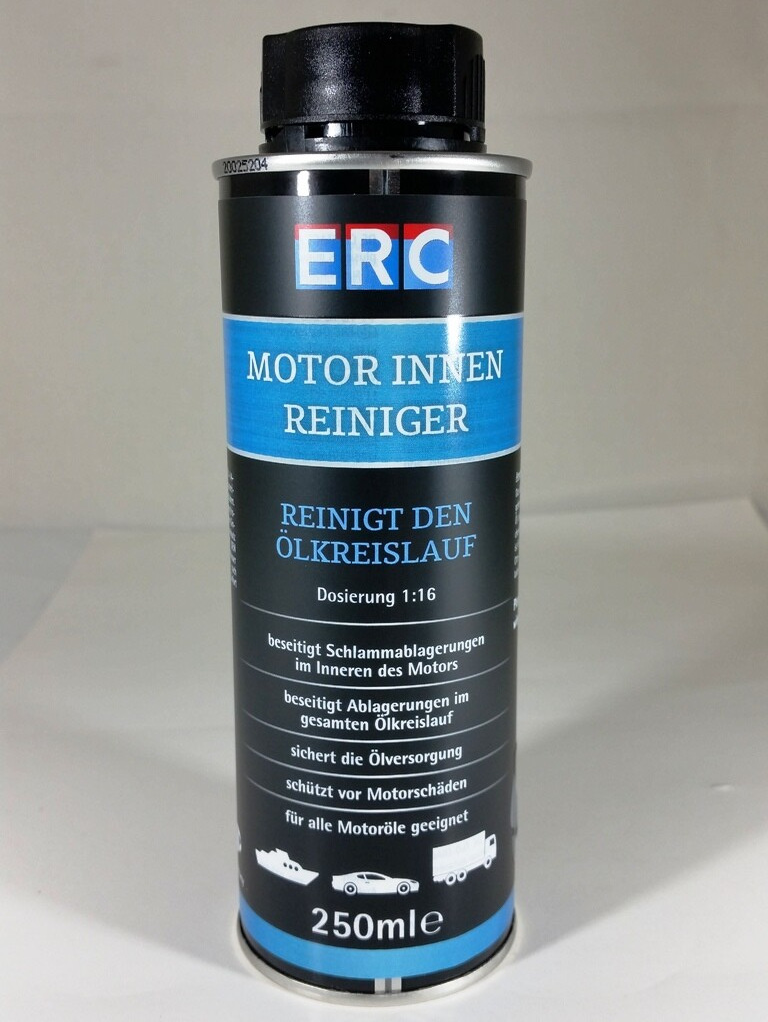 20025204
ERC
MOTOR INNEN
REINIGER
REINIGT DEN
ÖLKREISLAUF
Dosierung 1:16
beseitigt Schlammablagerungen
im Inneren des Motors
beseitigt Ablagerungen im
gesamten Ölkreislauf
sichert die Ölversorgung
schützt vor Motorschäden
für alle Motoröle geeignet
250ml℮